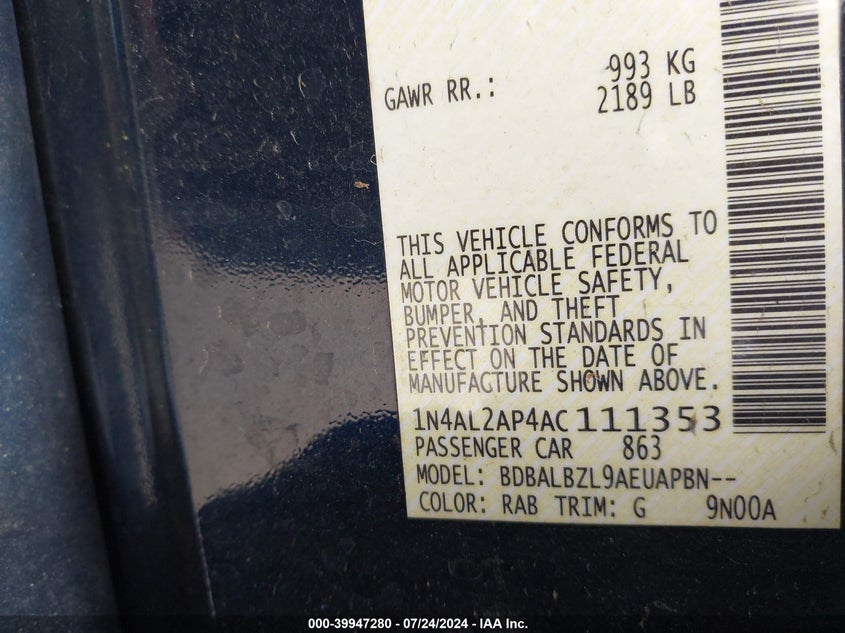 GAWR RR.: 993 KG
2189 LB
THIS VEHICLE CONFORMS TO
ALL APPLICABLE FEDERAL
MOTOR VEHICLE SAFETY,
BUMPER, AND THEFT
PREVENTION STANDARDS IN
EFFECT ON THE DATE OF
MANUFACTURE SHOWN ABOVE.
1N4AL2AP4AC111353
PASSENGER CAR 863
MODEL: BDBALBZL9AEUAPBN--
COLOR: RAB TRIM: G 9N00A
000-39947280 - 07/24/2024 - IAA Inc.